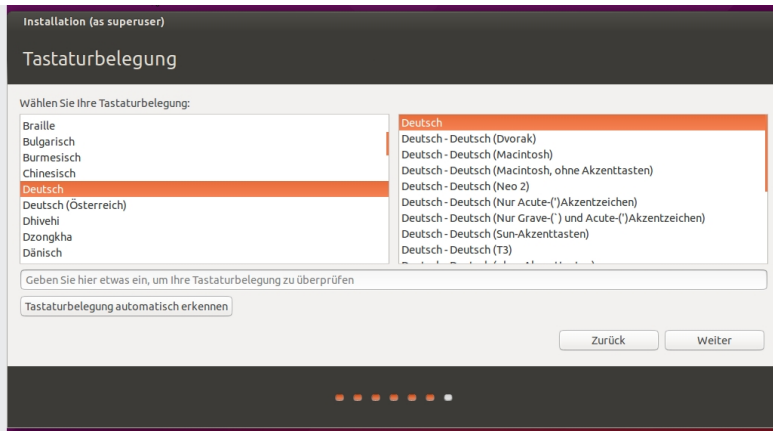 Installation (as superuser)
Tastaturbelegung
Wählen Sie Ihre Tastaturbelegung:
Braille
Bulgarisch
Burmesisch
Chinesisch
Deutsch
Deutsch (Österreich)
Dhivehi
Dzongkha
Dänisch
Deutsch
Deutsch - Deutsch (Dvorak)
Deutsch - Deutsch (Macintosh)
Deutsch - Deutsch (Macintosh, ohne Akzenttasten)
Deutsch - Deutsch (Neo 2)
Deutsch - Deutsch (Nur Acute-(')Akzentzeichen)
Deutsch - Deutsch (Nur Grave-(`) und Acute-(')Akzentzeichen)
Deutsch - Deutsch (Sun-Akzenttasten)
Deutsch - Deutsch (T3)
Geben Sie hier etwas ein, um Ihre Tastaturbelegung zu überprüfen
Tastaturbelegung automatisch erkennen
Zurück
Weiter